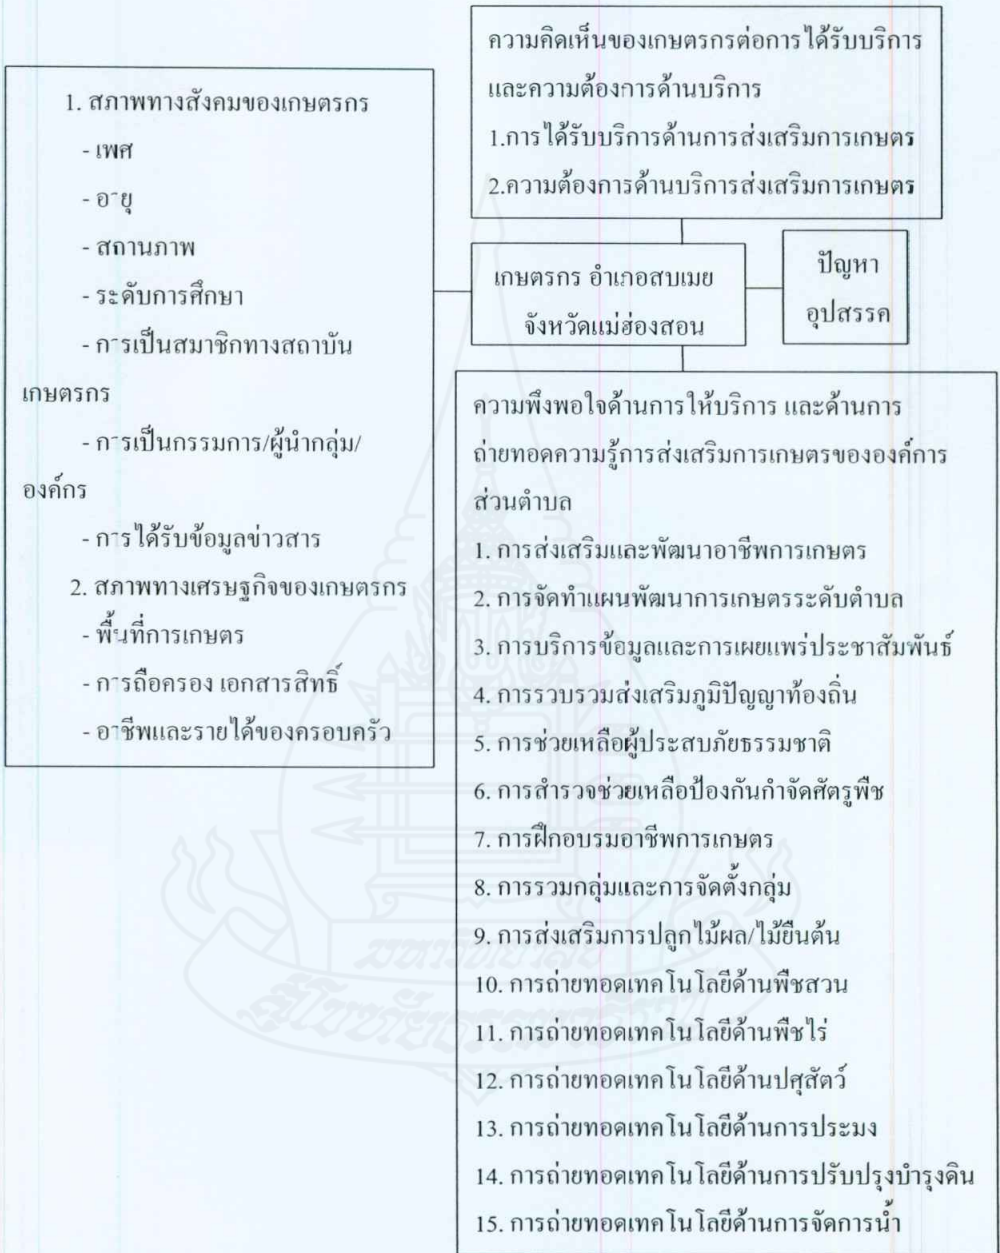 ความคิดเห็นของเกษตรกรต่อการได้รับบริการ
และความต้องการด้านบริการ
1.การได้รับบริการด้านการส่งเสริมการเกษตร
2.ความต้องการด้านบริการส่งเสริมการเกษตร
1. สภาพทางสังคมของเกษตรกร
- เพศ
- อายุ
- สถานภาพ
- ระดับการศึกษา
- การเป็นสมาชิกทางสถาบัน
เกษตรกร
- การเป็นกรรมการ/ผู้นำกลุ่ม/
องค์กร
- การได้รับข้อมูลข่าวสาร
2. สภาพทางเศรษฐกิจของเกษตรกร
- พื้นที่การเกษตร
- การถือครอง เอกสารสิทธิ์
- อาชีพและรายได้ของครอบครัว
เกษตรกร อำเภอสบเมย
จังหวัดแม่ฮ่องสอน
ปัญหา
อุปสรรค
ความพึงพอใจด้านการให้บริการ และด้านการ
ถ่ายทอดความรู้การส่งเสริมการเกษตรขององค์การ
ส่วนตำบล
1. การส่งเสริมและพัฒนาอาชีพการเกษตร
2. การจัดทำแผนพัฒนาการเกษตรระดับตำบล
3. การบริการข้อมูลและการเผยแพร่ประชาสัมพันธ์
4. การรวบรวมส่งเสริมภูมิปัญญาท้องถิ่น
5. การช่วยเหลือผู้ประสบภัยธรรมชาติ
6. การสำรวจช่วยเหลือป้องกันกำจัดศัตรูพืช
7. การฝึกอบรมอาชีพการเกษตร
8. การรวมกลุ่มและการจัดตั้งกลุ่ม
9. การส่งเสริมการปลูกไม้ผล/ไม้ยืนต้น
10. การถ่ายทอดเทคโนโลยีด้านพืชสวน
11. การถ่ายทอดเทคโนโลยีด้านพืชไร่
12. การถ่ายทอดเทคโนโลยีด้านปศุสัตว์
13. การถ่ายทอดเทคโนโลยีด้านการประมง
14. การถ่ายทอดเทคโนโลยีด้านการปรับปรุงบำรุงดิน
15. การถ่ายทอดเทคโนโลยีด้านการจัดการน้ำ
มหาวิทยาลัย
สุโขทัยธรรมาธิราช